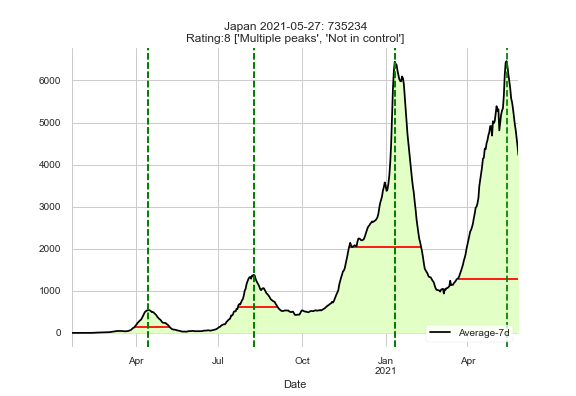 Japan 2021-05-27: 735234
Rating:8 ['Multiple peaks', 'Not in control']
6000
5000
4000
3000
2000
1000
0
Average-7d
Apr
Jul
Oct
Jan
2021
Apr
Date